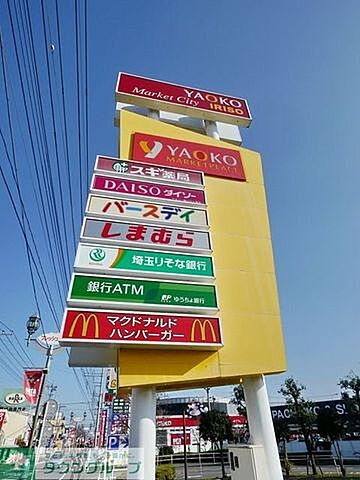 YAOKO
Market City IRISO
YAOKO
MARKETPLACE
スギ薬局
DAISO ダイソー
バースデイ
しまむら
埼玉りそな銀行
銀行ATM
ゆうちょ銀行
マクドナルド
ハンバーガー
タウングループ